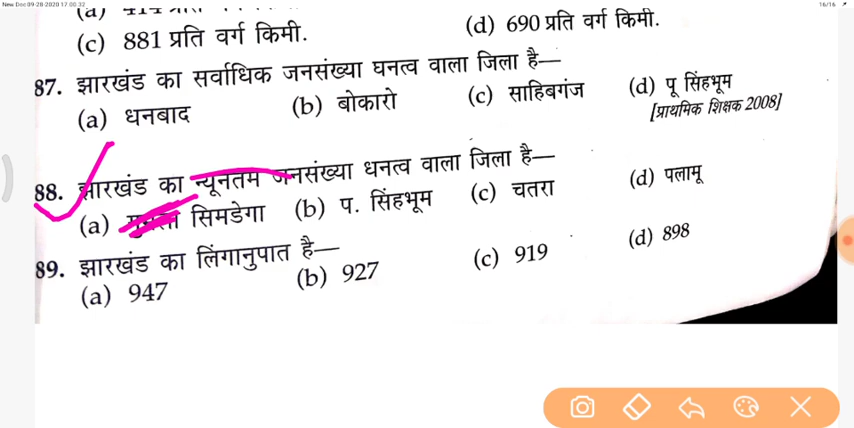 New Doc 09-28-2020 17.00.32 16/16
(a) 414
(c) 881 प्रति वर्ग किमी. (d) 690 प्रति वर्ग किमी.
87. झारखंड का सर्वाधिक जनसंख्या घनत्व वाला जिला है—
(a) धनबाद (b) बोकारो (c) साहिबगंज (d) पू सिंहभूम
[प्राथमिक शिक्षक 2008]
88. झारखंड का न्यूनतम जनसंख्या घनत्व वाला जिला है—
(a) सिमडेगा (b) प. सिंहभूम (c) चतरा (d) पलामू
89. झारखंड का लिंगानुपात है—
(a) 947 (b) 927 (c) 919 (d) 898